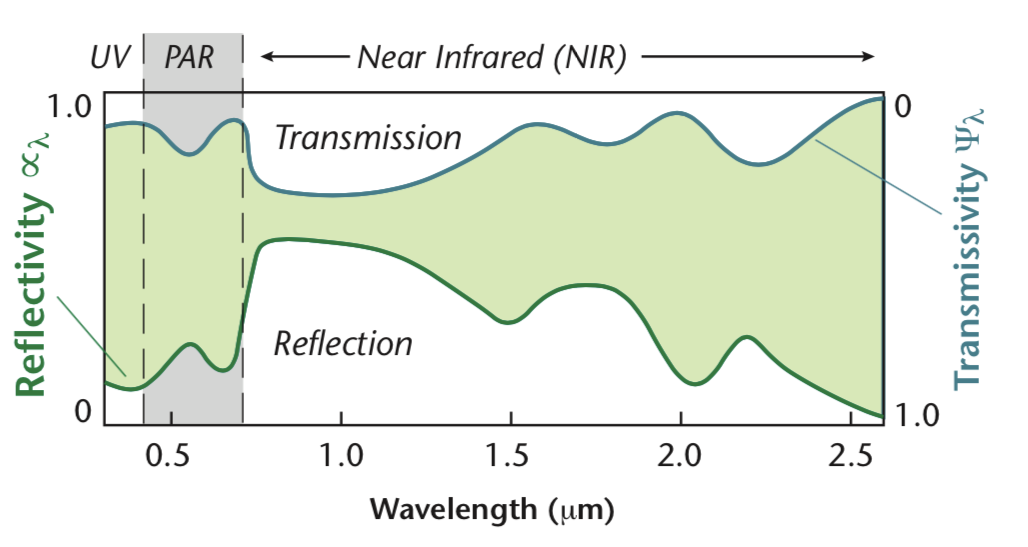 UV PAR Near Infrared (NIR)
1.0 0
Transmission
Reflectivity ∝λ
Transmissivity Ψλ
Reflection
0 1.0
0.5 1.0 1.5 2.0 2.5
Wavelength (μm)